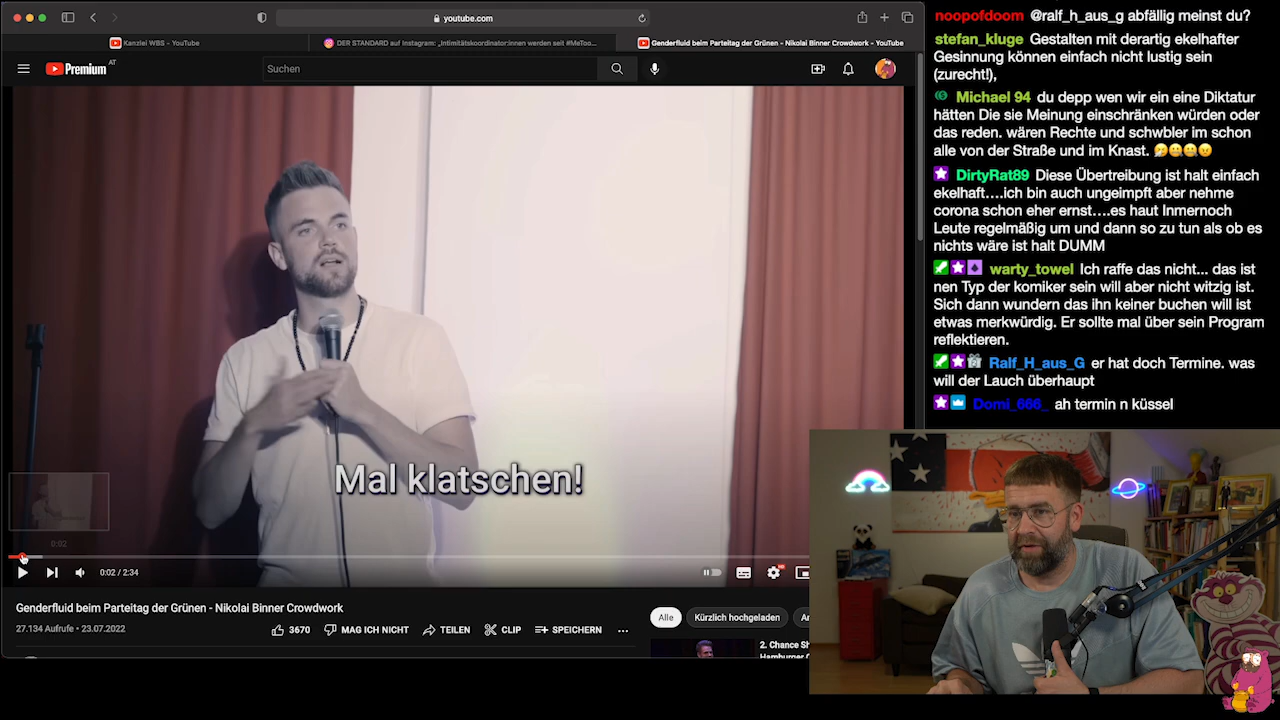 youtube.com
Kanzlei WBS - YouTube
DER STANDARD auf Instagram: „Intimitätskoordinator:innen werden seit #MeToo...
Genderfluid beim Parteitag der Grünen - Nikolai Binner Crowdwork - YouTube
Premium AT
Suchen
Mal klatschen!
0:02
0:02 / 2:34
Genderfluid beim Parteitag der Grünen - Nikolai Binner Crowdwork
27.134 Aufrufe • 23.07.2022
3670
MAG ICH NICHT
TEILEN
CLIP
SPEICHERN
Alle
Kürzlich hochgeladen
2. Chance Sh
Hamburger C
noopofdoom @ralf_h_aus_g abfällig meinst du?
stefan_kluge Gestalten mit derartig ekelhafter
Gesinnung können einfach nicht lustig sein
(zurecht!),
Michael 94 du depp wen wir ein eine Diktatur
hätten Die sie Meinung einschränken würden oder
das reden. wären Rechte und schwbler im schon
alle von der Straße und im Knast. 🥲🤐🤐😠
DirtyRat89 Diese Übertreibung ist halt einfach
ekelhaft….ich bin auch ungeimpft aber nehme
corona schon eher ernst….es haut Inmernoch
Leute regelmäßig um und dann so zu tun als ob es
nichts wäre ist halt DUMM
warty_towel Ich raffe das nicht... das ist
nen Typ der komiker sein will aber nicht witzig ist.
Sich dann wundern das ihn keiner buchen will ist
etwas merkwürdig. Er sollte mal über sein Program
reflektieren.
Ralf_H_aus_G er hat doch Termine. was
will der Lauch überhaupt
Domi_666_ ah termin n küssel